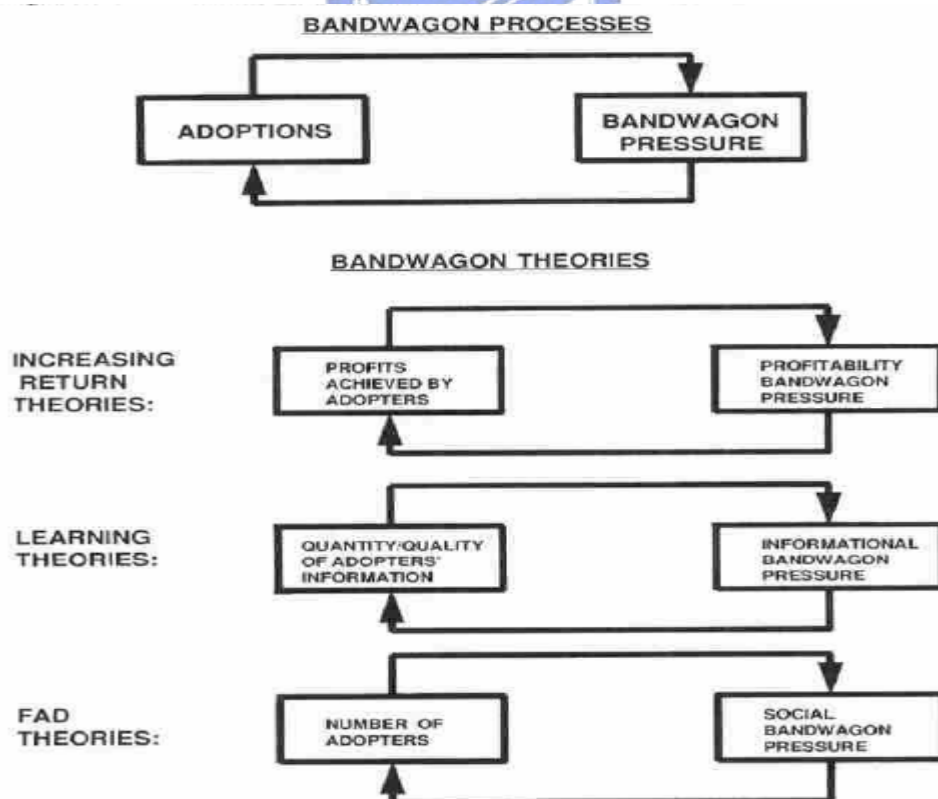 BANDWAGON PROCESSES
ADOPTIONS
BANDWAGON
PRESSURE
BANDWAGON THEORIES
INCREASING
RETURN
THEORIES:
PROFITS
ACHIEVED BY
ADOPTERS
PROFITABILITY
BANDWAGON
PRESSURE
LEARNING
THEORIES:
QUANTITY/QUALITY
OF ADOPTERS'
INFORMATION
INFORMATIONAL
BANDWAGON
PRESSURE
FAD
THEORIES:
NUMBER OF
ADOPTERS
SOCIAL
BANDWAGON
PRESSURE